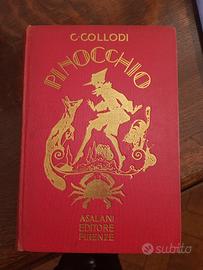 C·COLLODI
PINOCCHIO
A·SALANI
EDITORE
FIRENZE
subito